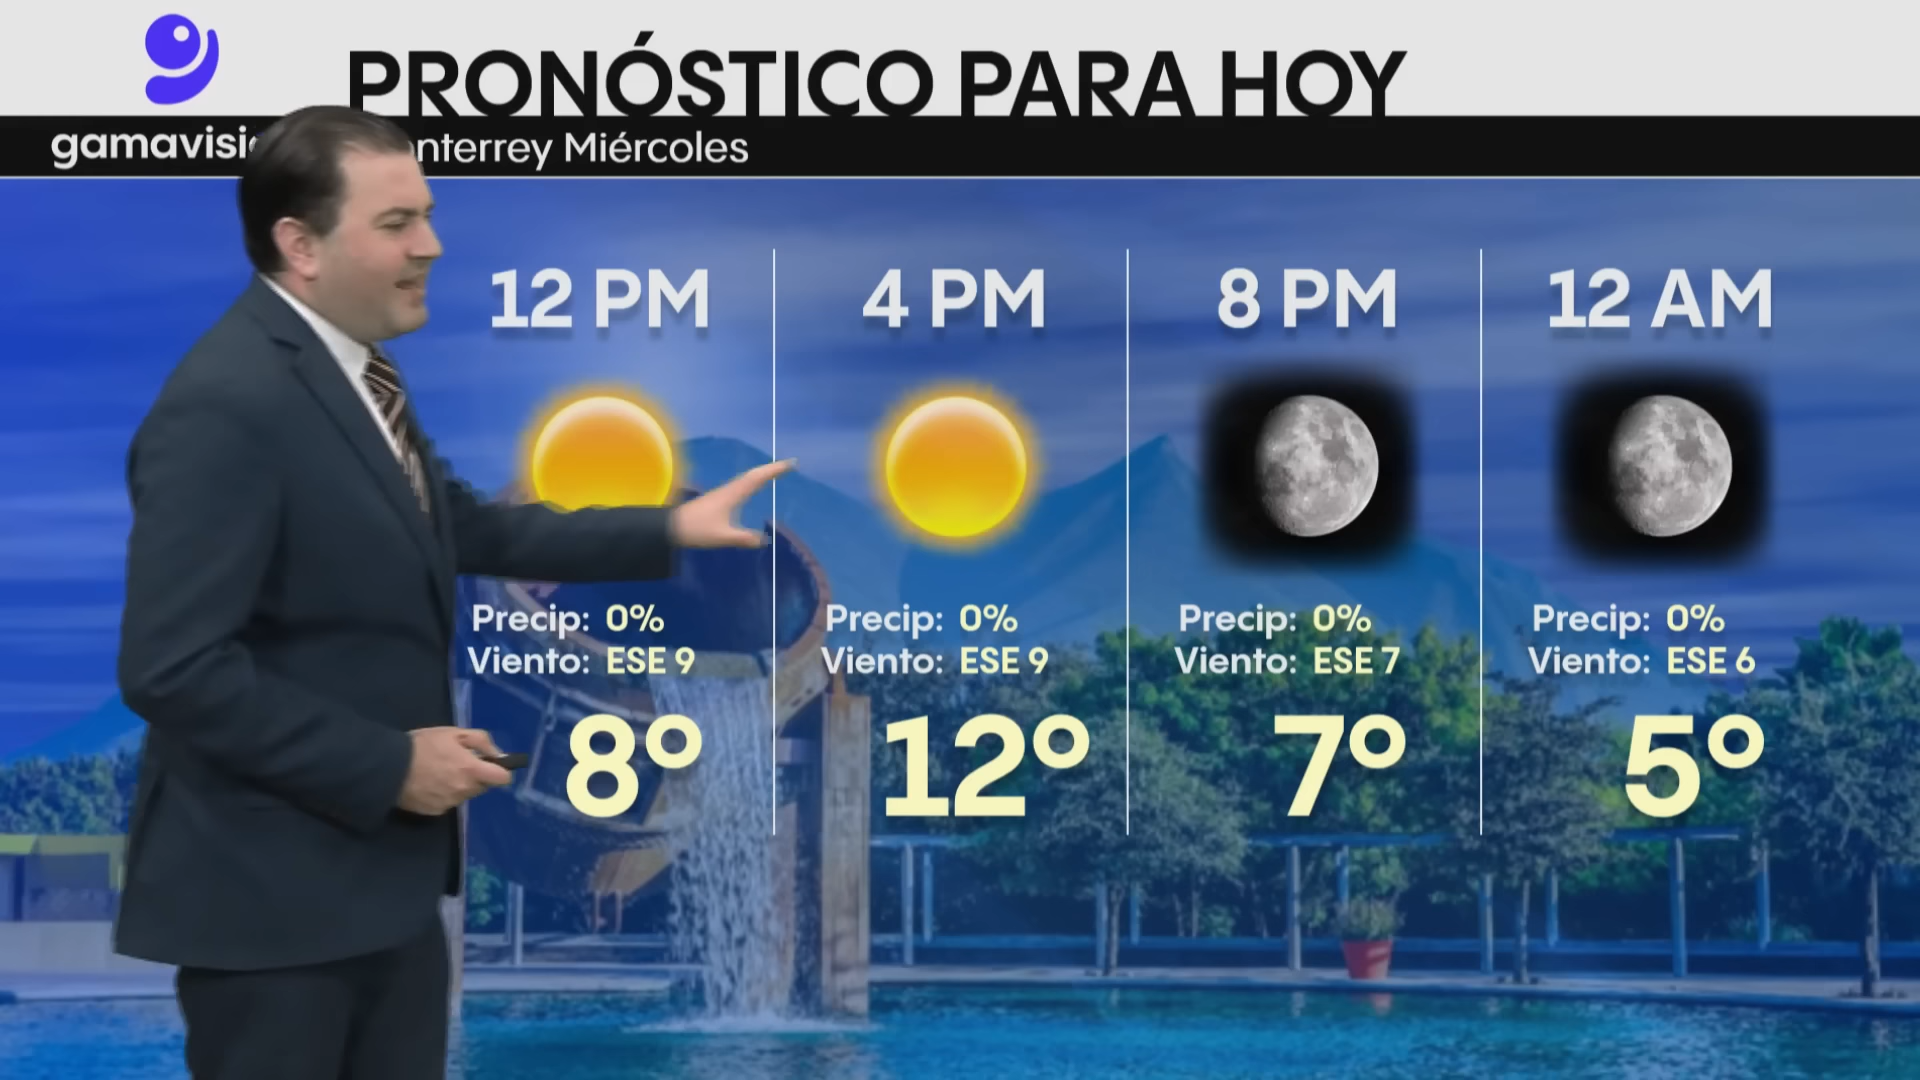 PRONÓSTICO PARA HOY
gamavisi
nterrey Miércoles
12 PM
4 PM
8 PM
12 AM
Precip: 0%
Viento: ESE 9
Precip: 0%
Viento: ESE 9
Precip: 0%
Viento: ESE 7
Precip: 0%
Viento: ESE 6
8°
12°
7°
5°